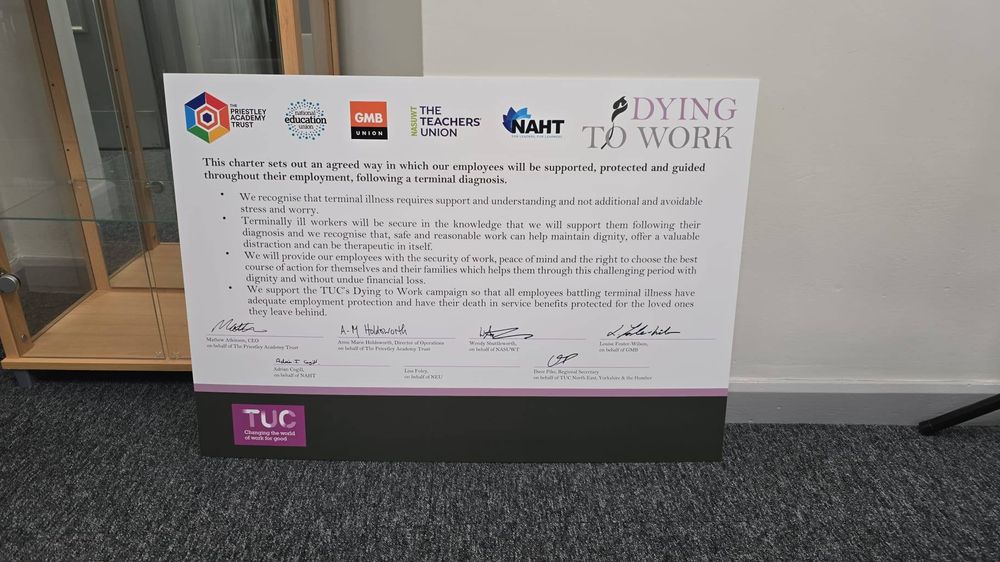 THE
PRIESTLEY
ACADEMY
TRUST
national
education
union
GMB
UNION
NASUWT
THE
TEACHERS'
UNION
NAHT
FOR LEADERS, FOR LEARNERS
DYING
TO WORK
This charter sets out an agreed way in which our employees will be supported, protected and guided
throughout their employment, following a terminal diagnosis.
• We recognise that terminal illness requires support and understanding and not additional and avoidable
stress and worry.
• Terminally ill workers will be secure in the knowledge that we will support them following their
diagnosis and we recognise that, safe and reasonable work can help maintain dignity, offer a valuable
distraction and can be therapeutic in itself.
• We will provide our employees with the security of work, peace of mind and the right to choose the best
course of action for themselves and their families which helps them through this challenging period with
dignity and without undue financial loss.
• We support the TUC's Dying to Work campaign so that all employees battling terminal illness have
adequate employment protection and have their death in service benefits protected for the loved ones
they leave behind.
A-M Holdsworth
Mathew Atkinson, CEO
on behalf of The Priestley Academy Trust
Anne Marie Holdsworth, Director of Operations
on behalf of The Priestley Academy Trust
Wendy Shuttleworth,
on behalf of NASUWT
Louise Foster-Wilson,
on behalf of GMB
Adrian Cogill,
on behalf of NAHT
Lisa Foley,
on behalf of NEU
Dave Pike, Regional Secretary
on behalf of TUC North East, Yorkshire & the Humber
TUC
Changing the world
of work for good